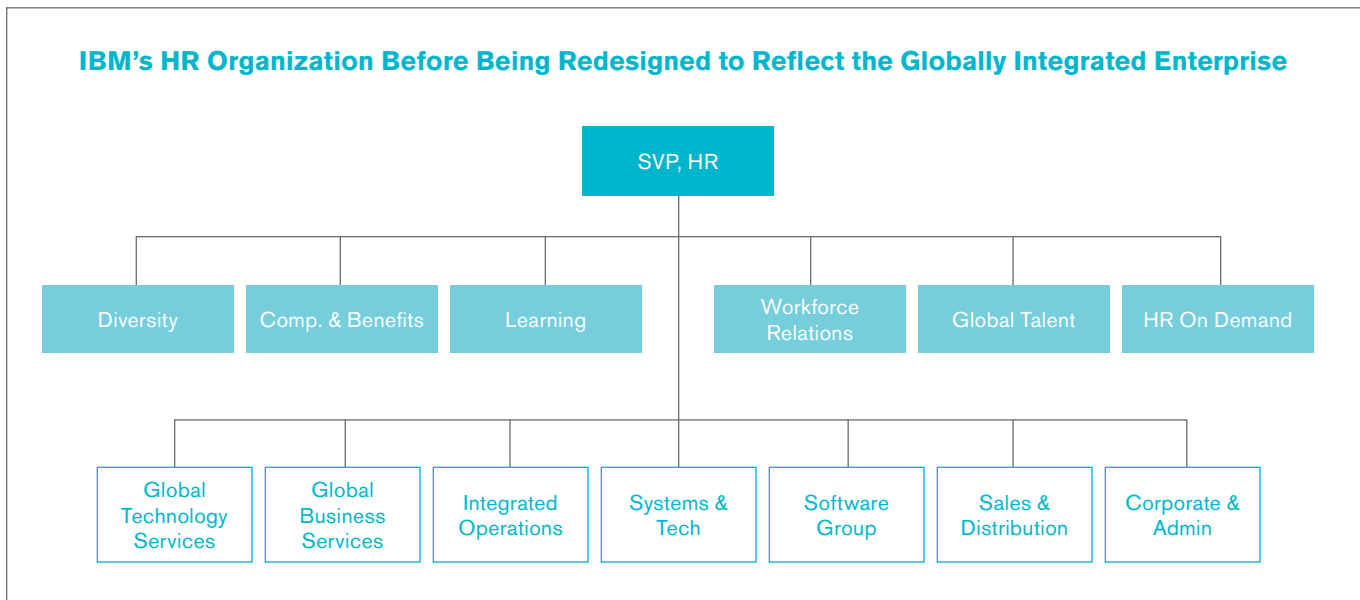 IBM’s HR Organization Before Being Redesigned to Reflect the Globally Integrated Enterprise
SVP, HR
Diversity
Comp. & Benefits
Learning
Workforce
Relations
Global Talent
HR On Demand
Global
Technology
Services
Global
Business
Services
Integrated
Operations
Systems &
Tech
Software
Group
Sales &
Distribution
Corporate &
Admin